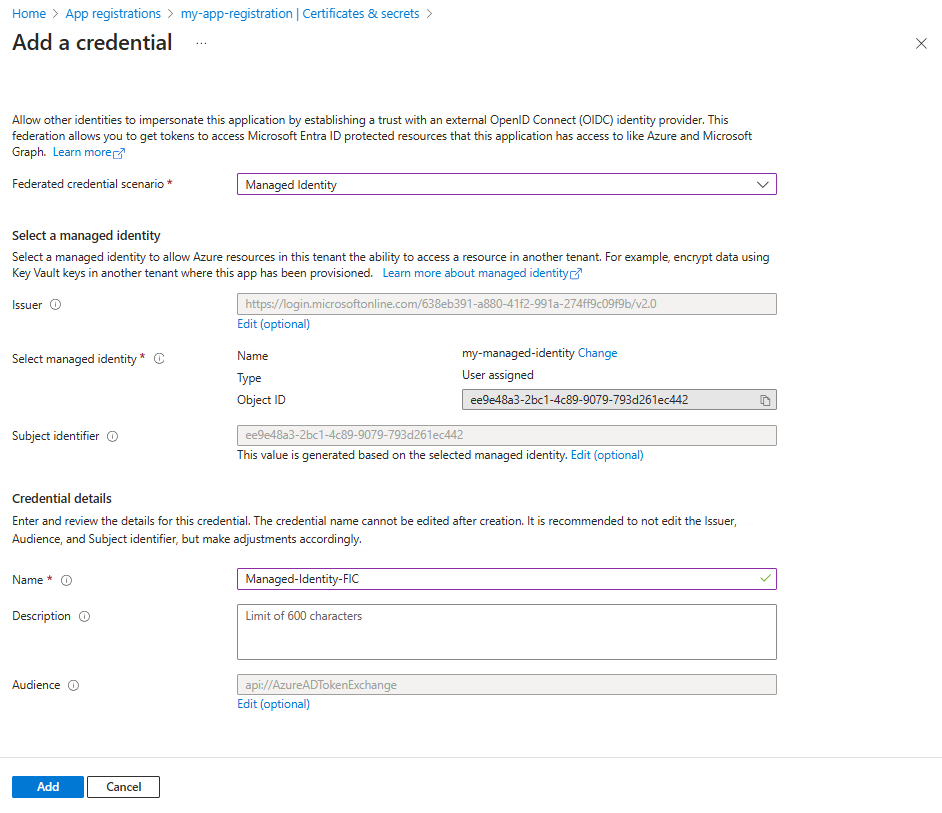 Home > App registrations > my-app-registration | Certificates & secrets >
Add a credential ...
Allow other identities to impersonate this application by establishing a trust with an external OpenID Connect (OIDC) identity provider. This
federation allows you to get tokens to access Microsoft Entra ID protected resources that this application has access to like Azure and Microsoft
Graph. Learn more
Federated credential scenario * Managed Identity
Select a managed identity
Select a managed identity to allow Azure resources in this tenant the ability to access a resource in another tenant. For example, encrypt data using
Key Vault keys in another tenant where this app has been provisioned. Learn more about managed identity
Issuer https://login.microsoftonline.com/638eb391-a880-41f2-991a-274ff9c09f9b/v2.0
Edit (optional)
Select managed identity * Name my-managed-identity Change
Type User assigned
Object ID ee9e48a3-2bc1-4c89-9079-793d261ec442
Subject identifier ee9e48a3-2bc1-4c89-9079-793d261ec442
This value is generated based on the selected managed identity. Edit (optional)
Credential details
Enter and review the details for this credential. The credential name cannot be edited after creation. It is recommended to not edit the Issuer,
Audience, and Subject identifier, but make adjustments accordingly.
Name * Managed-Identity-FIC
Description Limit of 600 characters
Audience api://AzureADTokenExchange
Edit (optional)
Add Cancel